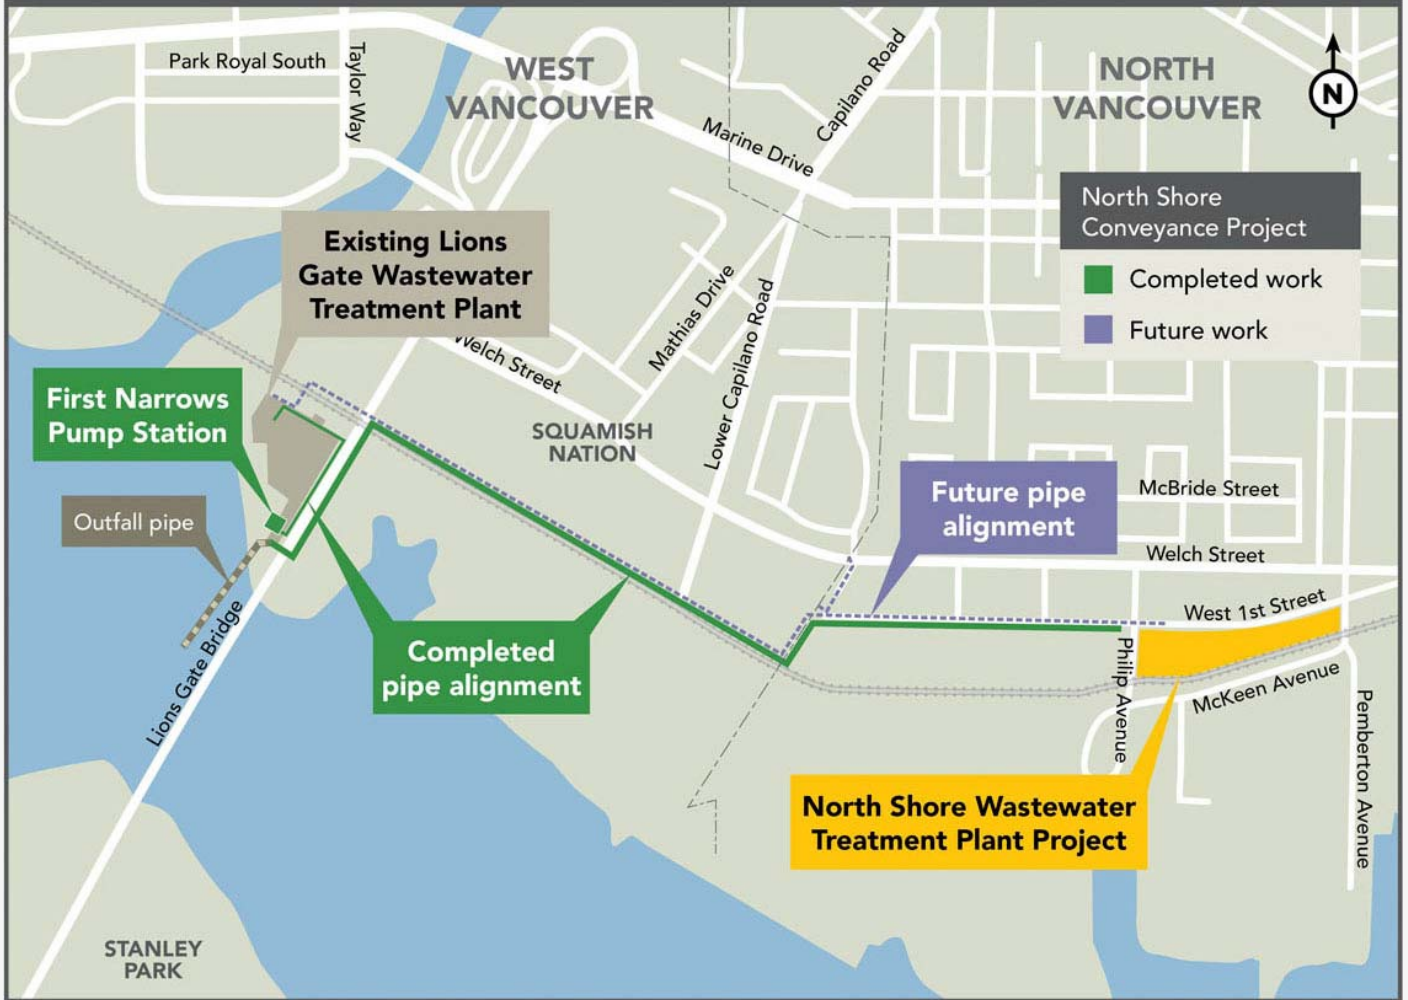 Park Royal South
Taylor Way
WEST
VANCOUVER
Capilano Road
Marine Drive
NORTH
VANCOUVER
N
North Shore
Conveyance Project
Completed work
Future work
Existing Lions
Gate Wastewater
Treatment Plant
Welch Street
Mathias Drive
Lower Capilano Road
First Narrows
Pump Station
SQUAMISH
NATION
Outfall pipe
Future pipe
alignment
McBride Street
Welch Street
West 1st Street
Lions Gate Bridge
Completed
pipe alignment
Philip Avenue
McKeen Avenue
Pemberton Avenue
North Shore Wastewater
Treatment Plant Project
STANLEY
PARK